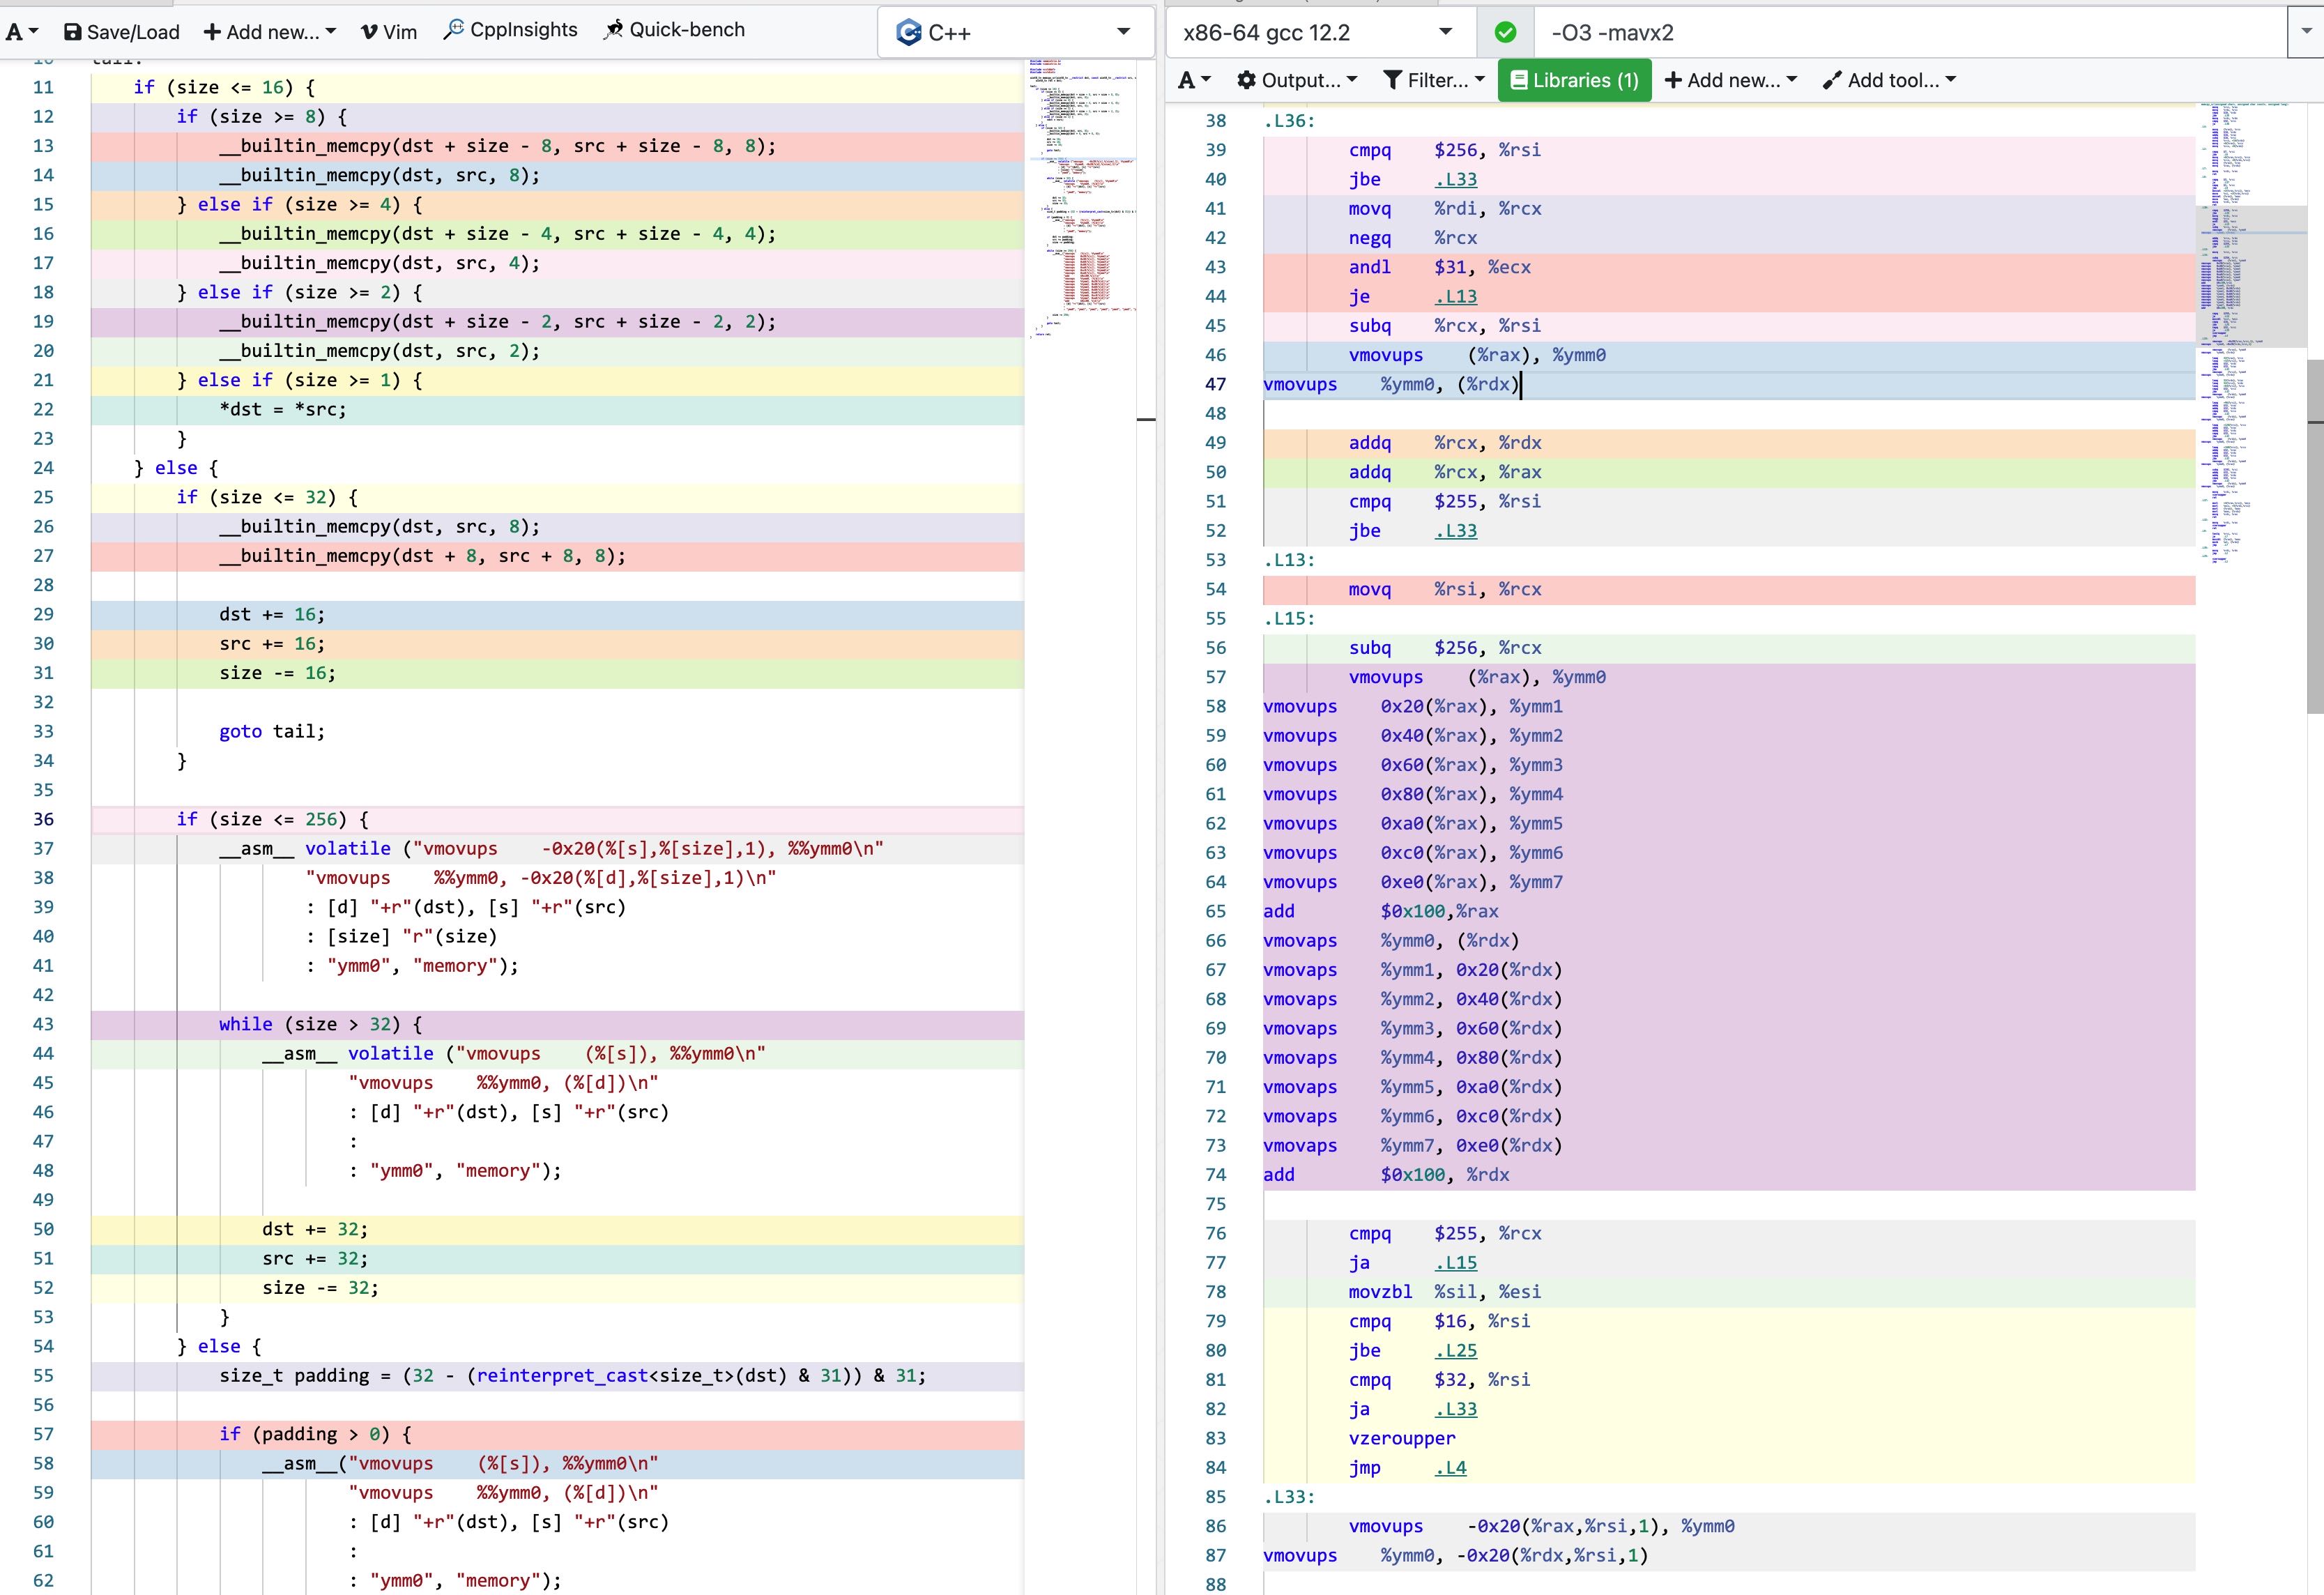 A Save/Load Add new... Vim CppInsights Quick-bench C++
10 tail:
11 if (size <= 16) {
12 if (size >= 8) {
13 __builtin_memcpy(dst + size - 8, src + size - 8, 8);
14 __builtin_memcpy(dst, src, 8);
15 } else if (size >= 4) {
16 __builtin_memcpy(dst + size - 4, src + size - 4, 4);
17 __builtin_memcpy(dst, src, 4);
18 } else if (size >= 2) {
19 __builtin_memcpy(dst + size - 2, src + size - 2, 2);
20 __builtin_memcpy(dst, src, 2);
21 } else if (size >= 1) {
22 *dst = *src;
23 }
24 } else {
25 if (size <= 32) {
26 __builtin_memcpy(dst, src, 8);
27 __builtin_memcpy(dst + 8, src + 8, 8);
28
29 dst += 16;
30 src += 16;
31 size -= 16;
32
33 goto tail;
34 }
35
36 if (size <= 256) {
37 __asm__ volatile ("vmovups -0x20(%[s],%[size],1), %%ymm0\n"
38 "vmovups %%ymm0, -0x20(%[d],%[size],1)\n"
39 : [d] "+r"(dst), [s] "+r"(src)
40 : [size] "r"(size)
41 : "ymm0", "memory");
42
43 while (size > 32) {
44 __asm__ volatile ("vmovups (%[s]), %%ymm0\n"
45 "vmovups %%ymm0, (%[d])\n"
46 : [d] "+r"(dst), [s] "+r"(src)
47 :
48 : "ymm0", "memory");
49
50 dst += 32;
51 src += 32;
52 size -= 32;
53 }
54 } else {
55 size_t padding = (32 - (reinterpret_cast<size_t>(dst) & 31)) & 31;
56
57 if (padding > 0) {
58 __asm__("vmovups (%[s]), %%ymm0\n"
59 "vmovups %%ymm0, (%[d])\n"
60 : [d] "+r"(dst), [s] "+r"(src)
61 :
62 : "ymm0", "memory");
x86-64 gcc 12.2 -O3 -mavx2
A Output... Filter... Libraries (1) Add new... Add tool...
38 .L36:
39 cmpq $256, %rsi
40 jbe .L33
41 movq %rdi, %rcx
42 negq %rcx
43 andl $31, %ecx
44 je .L13
45 subq %rcx, %rsi
46 vmovups (%rax), %ymm0
47 vmovups %ymm0, (%rdx)
48
49 addq %rcx, %rdx
50 addq %rcx, %rax
51 cmpq $255, %rsi
52 jbe .L33
53 .L13:
54 movq %rsi, %rcx
55 .L15:
56 subq $256, %rcx
57 vmovups (%rax), %ymm0
58 vmovups 0x20(%rax), %ymm1
59 vmovups 0x40(%rax), %ymm2
60 vmovups 0x60(%rax), %ymm3
61 vmovups 0x80(%rax), %ymm4
62 vmovups 0xa0(%rax), %ymm5
63 vmovups 0xc0(%rax), %ymm6
64 vmovups 0xe0(%rax), %ymm7
65 add $0x100,%rax
66 vmovaps %ymm0, (%rdx)
67 vmovaps %ymm1, 0x20(%rdx)
68 vmovaps %ymm2, 0x40(%rdx)
69 vmovaps %ymm3, 0x60(%rdx)
70 vmovaps %ymm4, 0x80(%rdx)
71 vmovaps %ymm5, 0xa0(%rdx)
72 vmovaps %ymm6, 0xc0(%rdx)
73 vmovaps %ymm7, 0xe0(%rdx)
74 add $0x100, %rdx
75
76 cmpq $255, %rcx
77 ja .L15
78 movzbl %sil, %esi
79 cmpq $16, %rsi
80 jbe .L25
81 cmpq $32, %rsi
82 ja .L33
83 vzeroupper
84 jmp .L4
85 .L33:
86 vmovups -0x20(%rax,%rsi,1), %ymm0
87 vmovups %ymm0, -0x20(%rdx,%rsi,1)
88